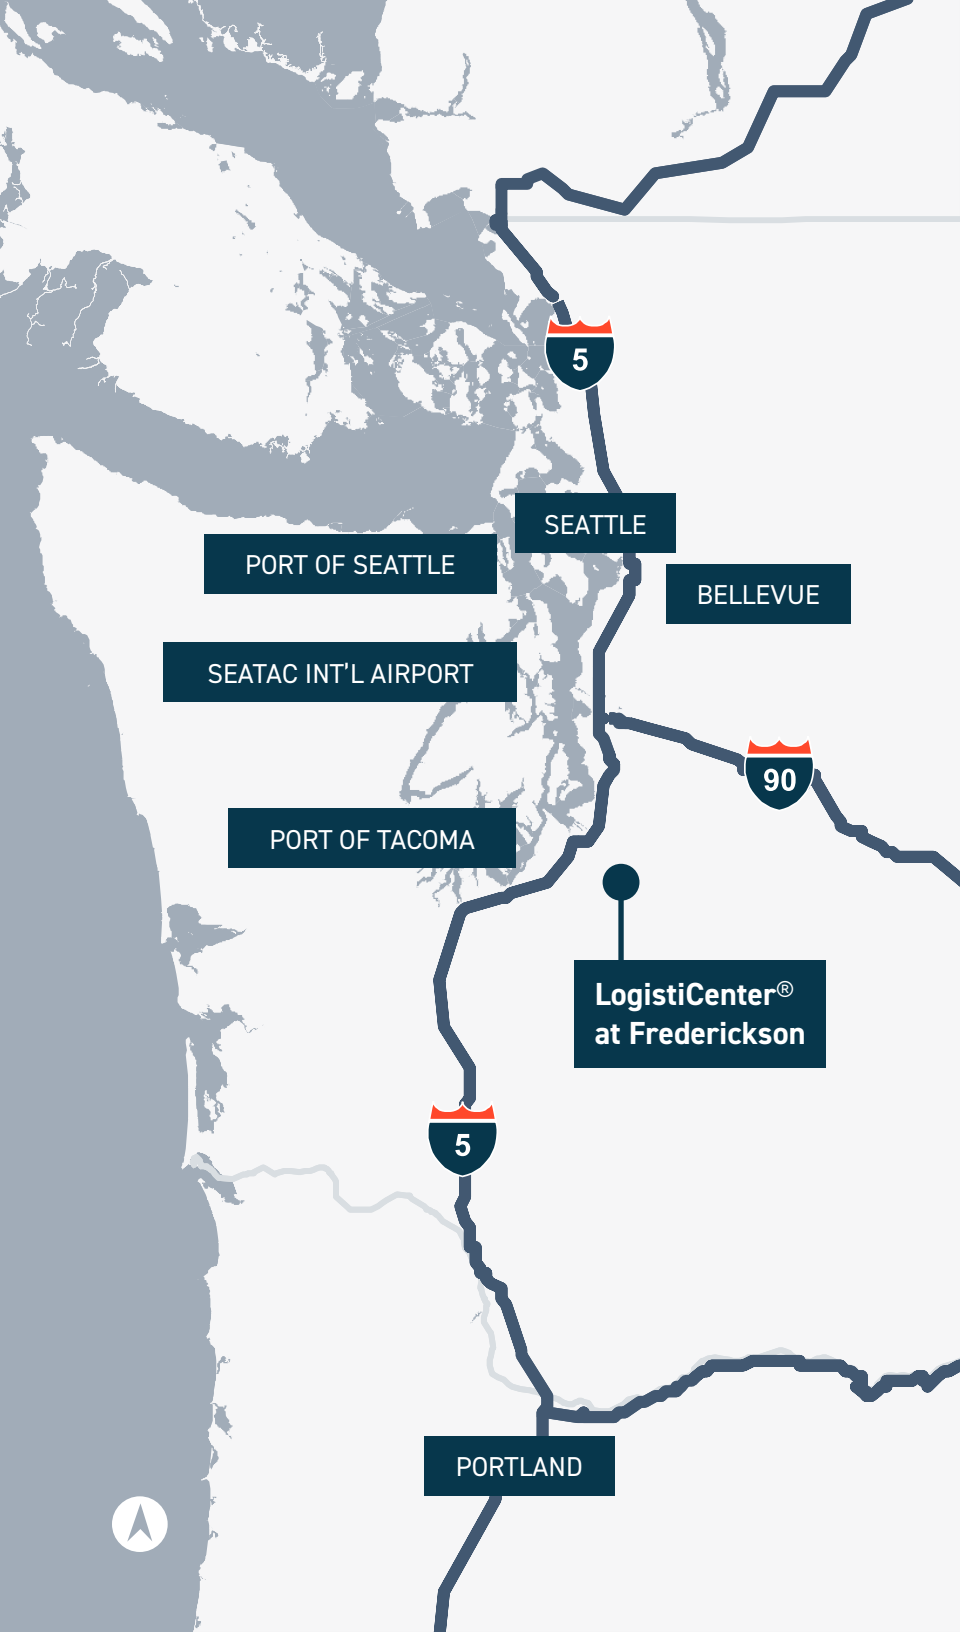 5
SEATTLE
PORT OF SEATTLE
BELLEVUE
SEATAC INT'L AIRPORT
90
PORT OF TACOMA
LogistiCenter®
at Frederickson
5
PORTLAND